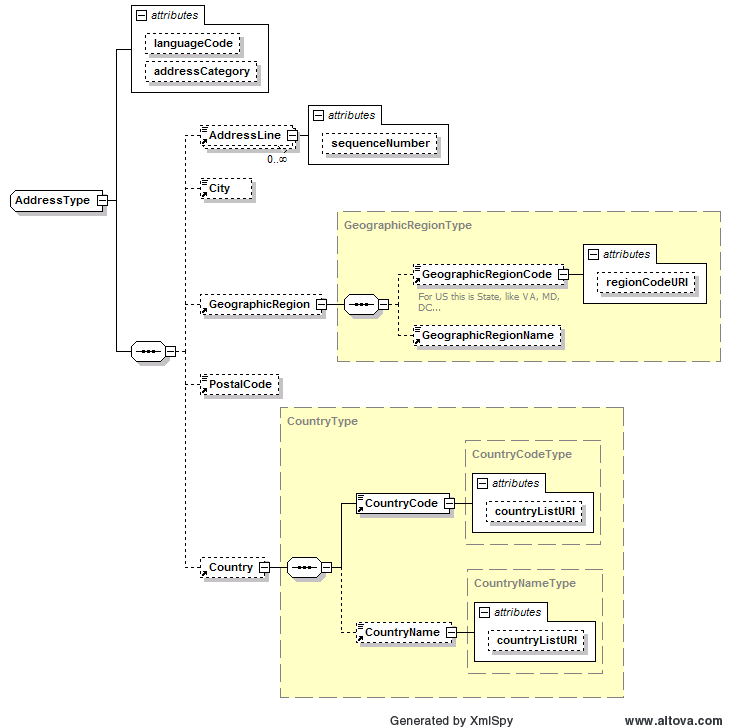 attributes
languageCode
addressCategory
AddressType
AddressLine
0..∞
attributes
sequenceNumber
City
GeographicRegion
GeographicRegionType
GeographicRegionCode
For US this is State, like VA, MD,
DC...
attributes
regionCodeURI
GeographicRegionName
PostalCode
Country
CountryType
CountryCode
CountryCodeType
attributes
countryListURI
CountryName
CountryNameType
attributes
countryListURI
Generated by XmlSpy
www.altova.com